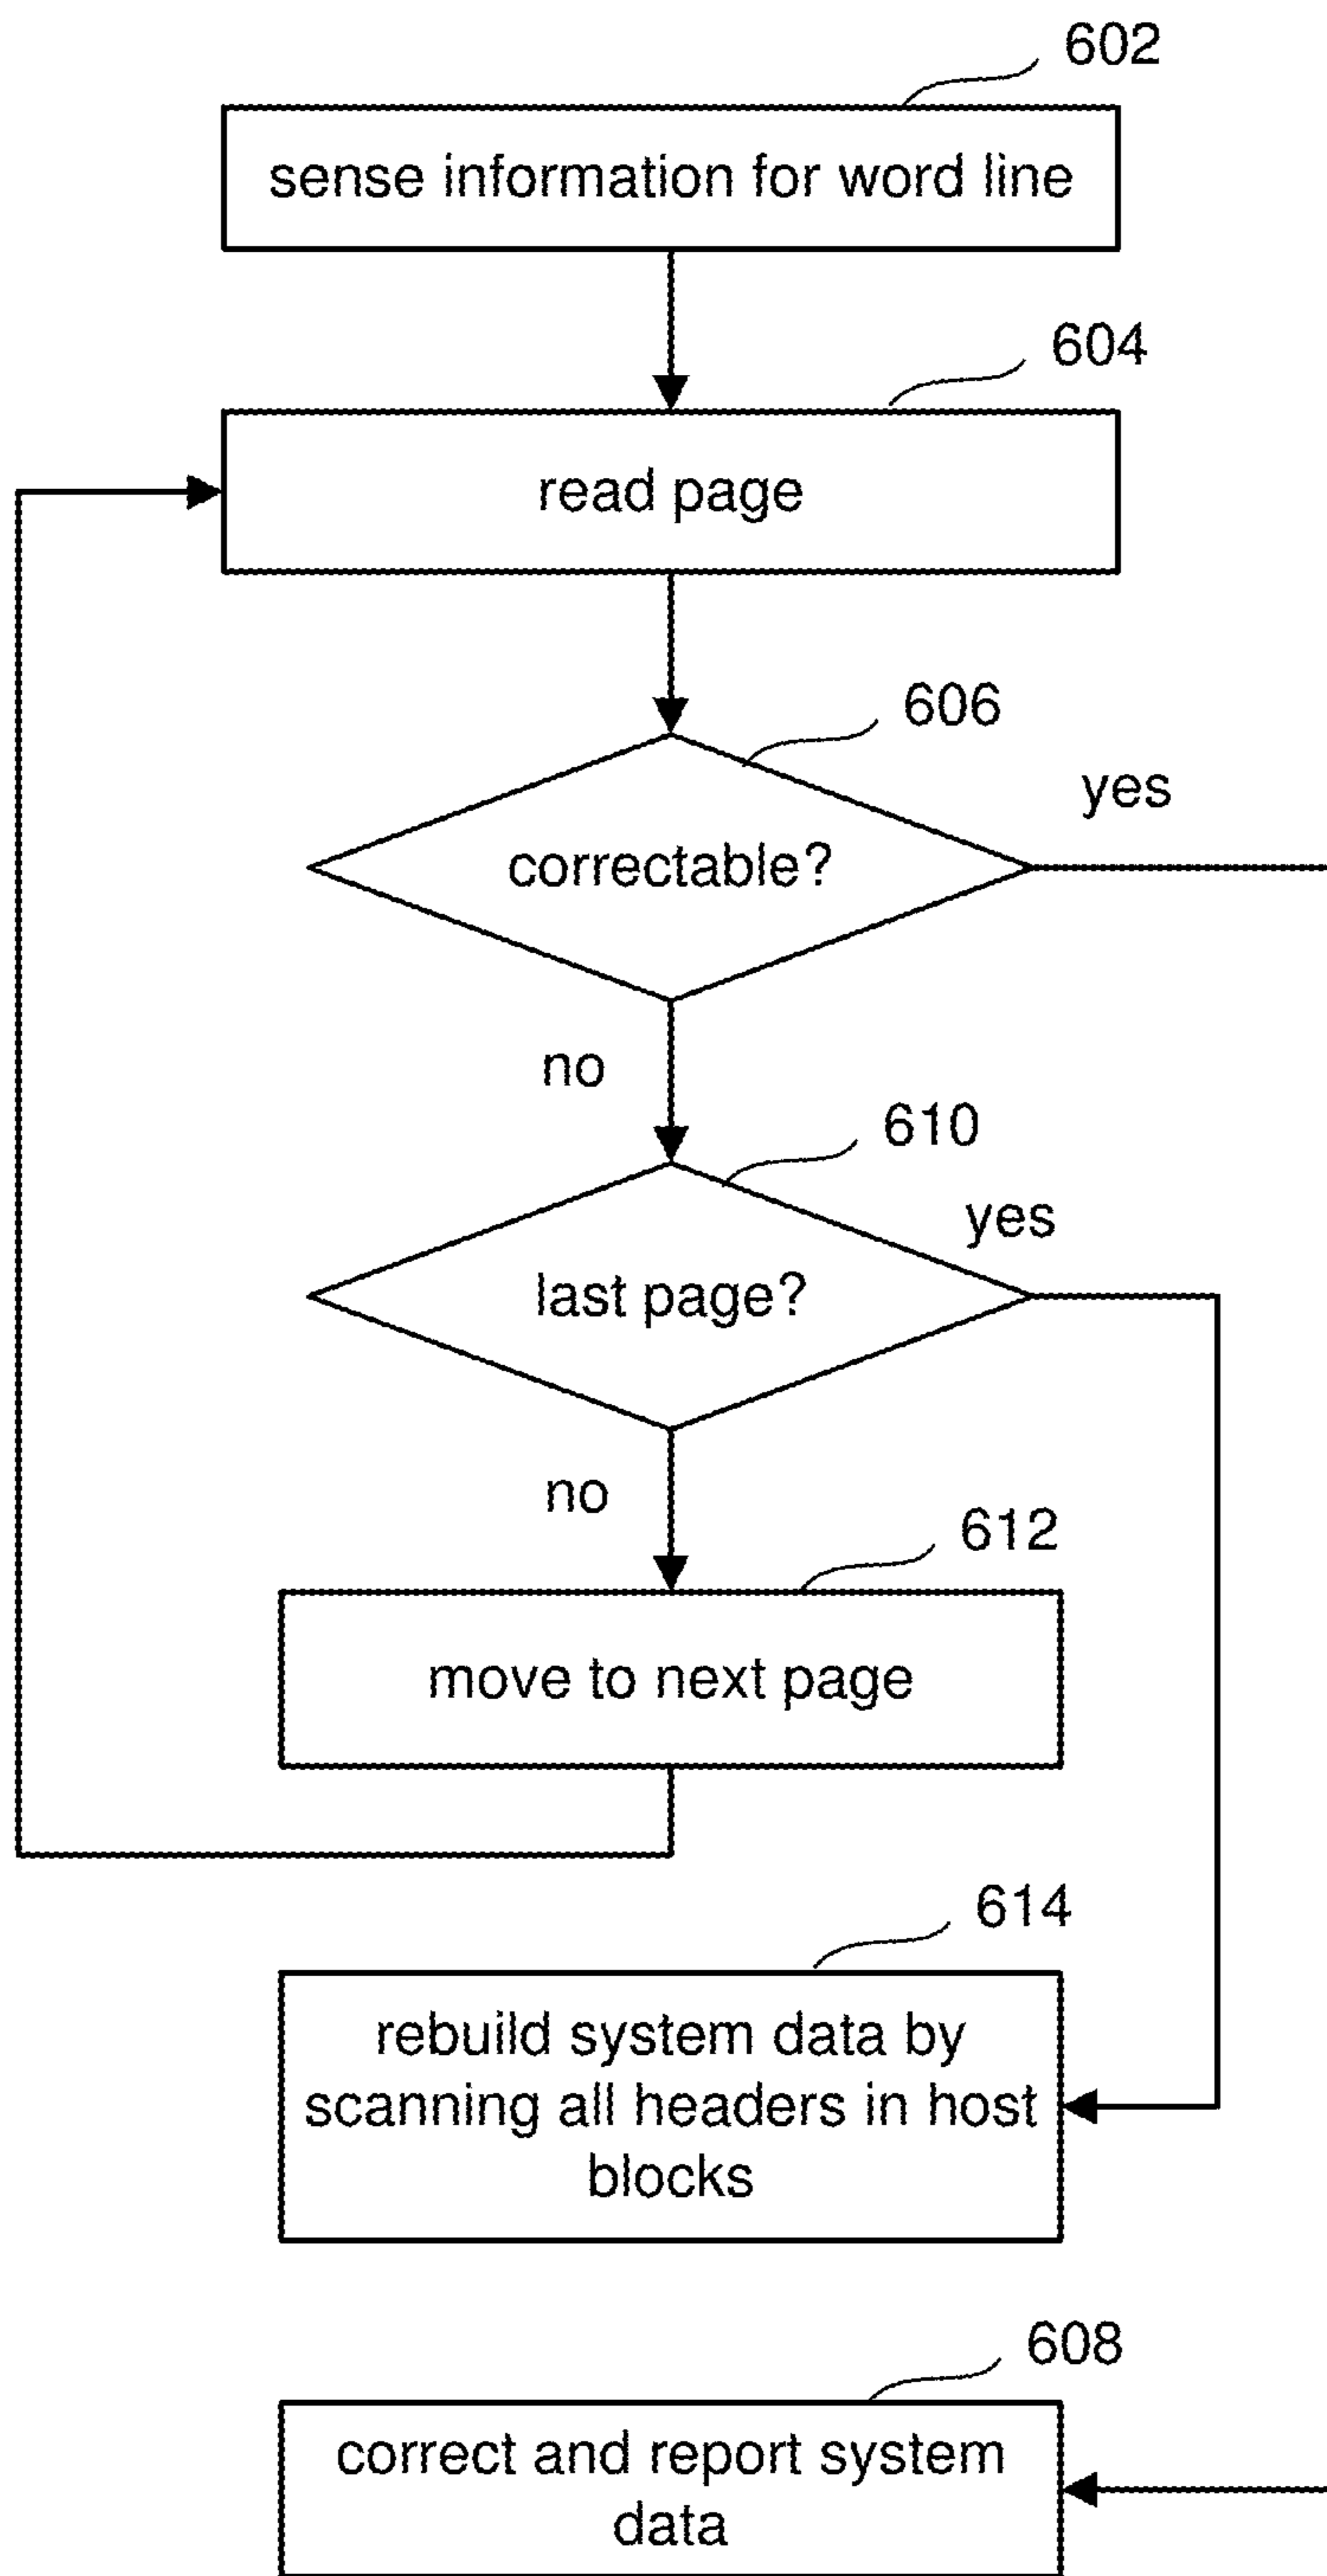 602
sense information for word line
604
read page
606
yes
correctable?
no
610
yes
last page?
no
612
move to next page
614
rebuild system data by
scanning all headers in host
blocks
608
correct and report system
data